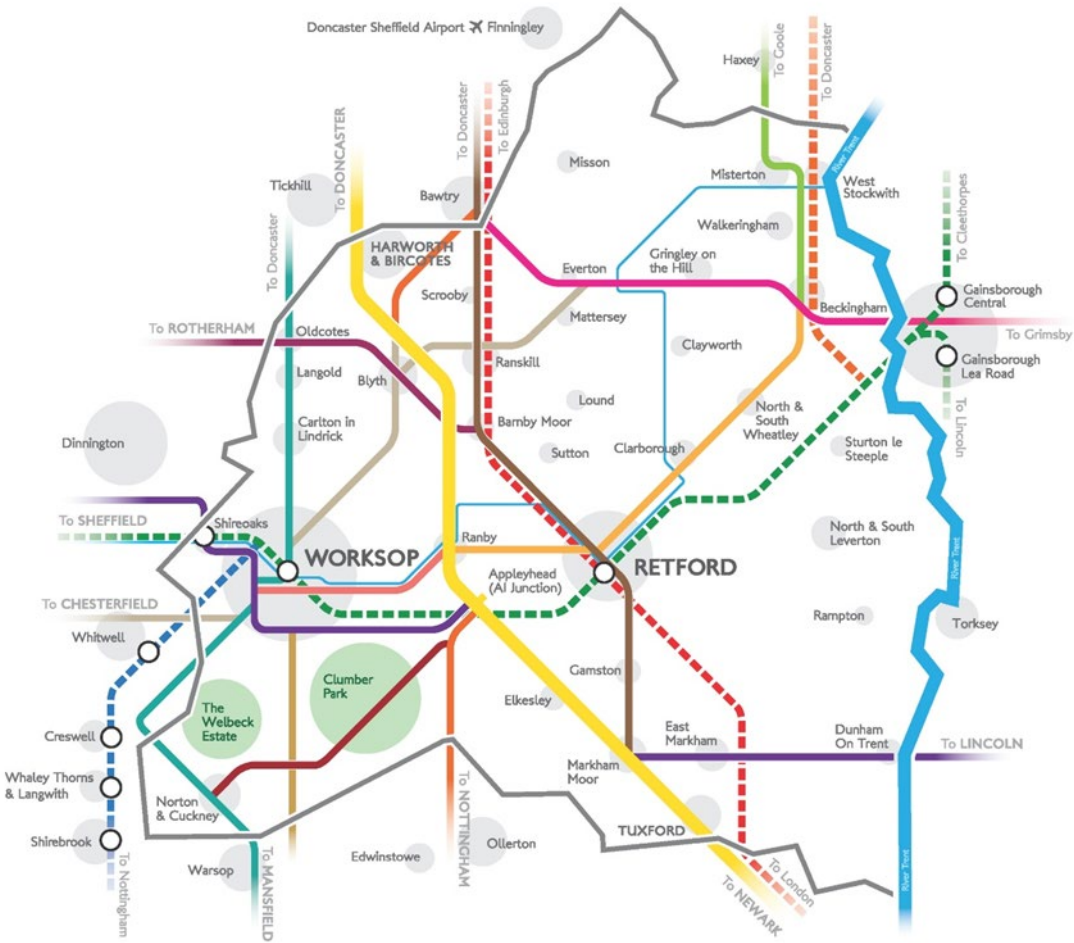 Doncaster Sheffield Airport ✈ Finningley
Haxey
To Goole
To Doncaster
To Doncaster
To Edinburgh
To DONCASTER
River Trent
Misson
Misterton
West
Stockwith
Tickhill
Bawtry
To Cleethorpes
Walkeringham
To Doncaster
HARWORTH
& BIRCOTES
Gringley on
the Hill
Everton
Scrooby
Gainsborough
Central
Beckingham
Mattersey
To ROTHERHAM
Oldcotes
To Grimsby
Clayworth
Ranskill
Gainsborough
Lea Road
Langold
Blyth
Lound
To Lincoln
North &
South
Wheatley
Carlton in
Lindrick
Barnby Moor
Dinnington
Sutton
Clarborough
Sturton le
Steeple
To SHEFFIELD
Shireoaks
North & South
Leverton
Ranby
WORKSOP
RETFORD
River Trent
Appleyhead
(A1 Junction)
To CHESTERFIELD
Rampton
Torksey
Whitwell
Gamston
Clumber
Park
The
Welbeck
Estate
Elkesley
East
Markham
Dunham
On Trent
Creswell
To LINCOLN
Markham
Moor
Whaley Thorns
& Langwith
Norton
& Cuckney
To NOTTINGHAM
TUXFORD
Shirebrook
Ollerton
Edwinstowe
Warsop
To Nottingham
To MANSFIELD
To London
To NEWARK
River Trent